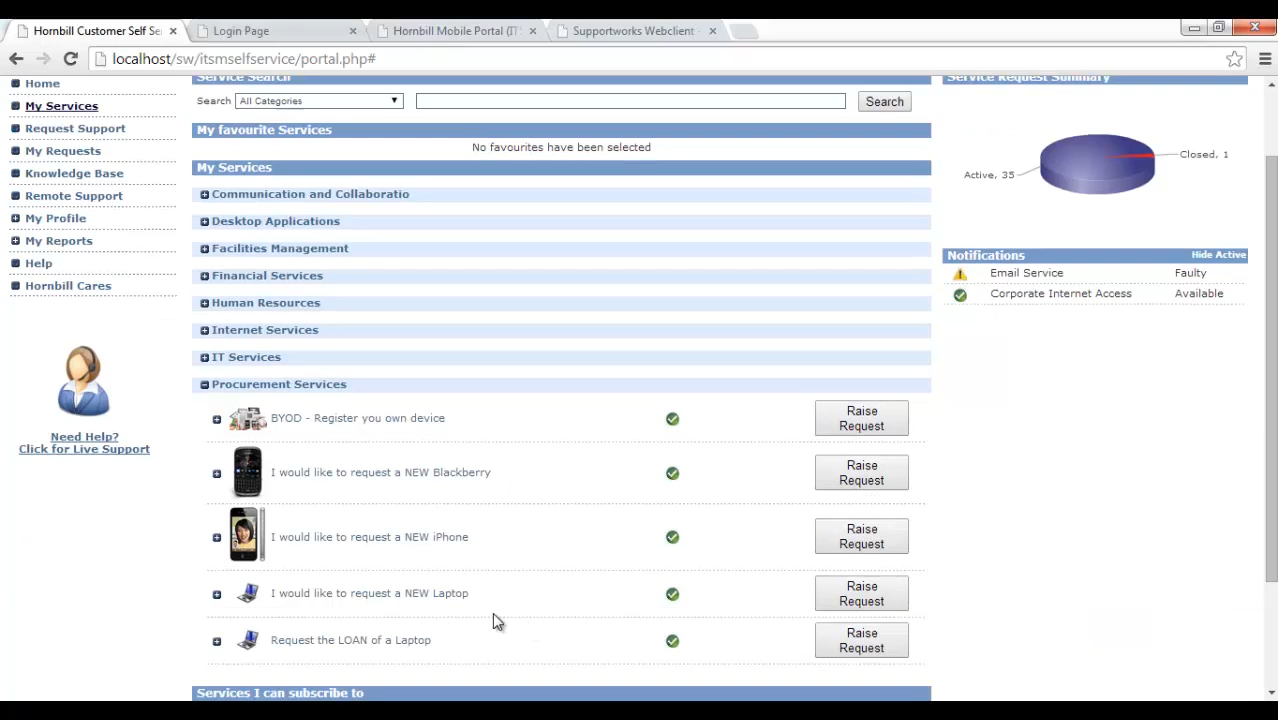 Hornbill Customer Self Se
Login Page
Hornbill Mobile Portal (IP
Supportworks Webclient
localhost/sw/itsmselfservice/portal.php#
Home
My Services
Request Support
My Requests
Knowledge Base
Remote Support
My Profile
My Reports
Help
Hornbill Cares
Need Help?
Click for Live Support
Service Search
Search All Categories Search
My favourite Services
No favourites have been selected
My Services
Communication and Collaboratio
Desktop Applications
Facilities Management
Financial Services
Human Resources
Internet Services
IT Services
Procurement Services
BYOD - Register you own device
Raise
Request
I would like to request a NEW Blackberry
Raise
Request
I would like to request a NEW iPhone
Raise
Request
I would like to request a NEW Laptop
Raise
Request
Request the LOAN of a Laptop
Raise
Request
Services I can subscribe to
Service Request Summary
Closed, 1
Active, 35
Notifications Hide Active
Email Service Faulty
Corporate Internet Access Available